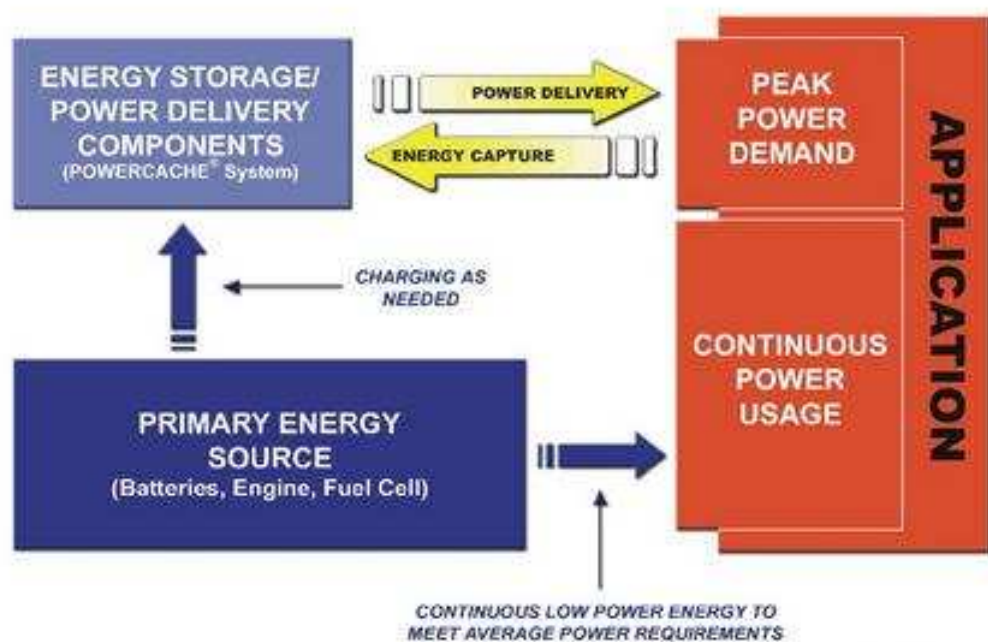 ENERGY STORAGE/
POWER DELIVERY
COMPONENTS
(POWERCACHE® System)
POWER DELIVERY
ENERGY CAPTURE
PEAK
POWER
DEMAND
APPLICATION
CHARGING AS
NEEDED
PRIMARY ENERGY
SOURCE
(Batteries, Engine, Fuel Cell)
CONTINUOUS
POWER
USAGE
CONTINUOUS LOW POWER ENERGY TO
MEET AVERAGE POWER REQUIREMENTS